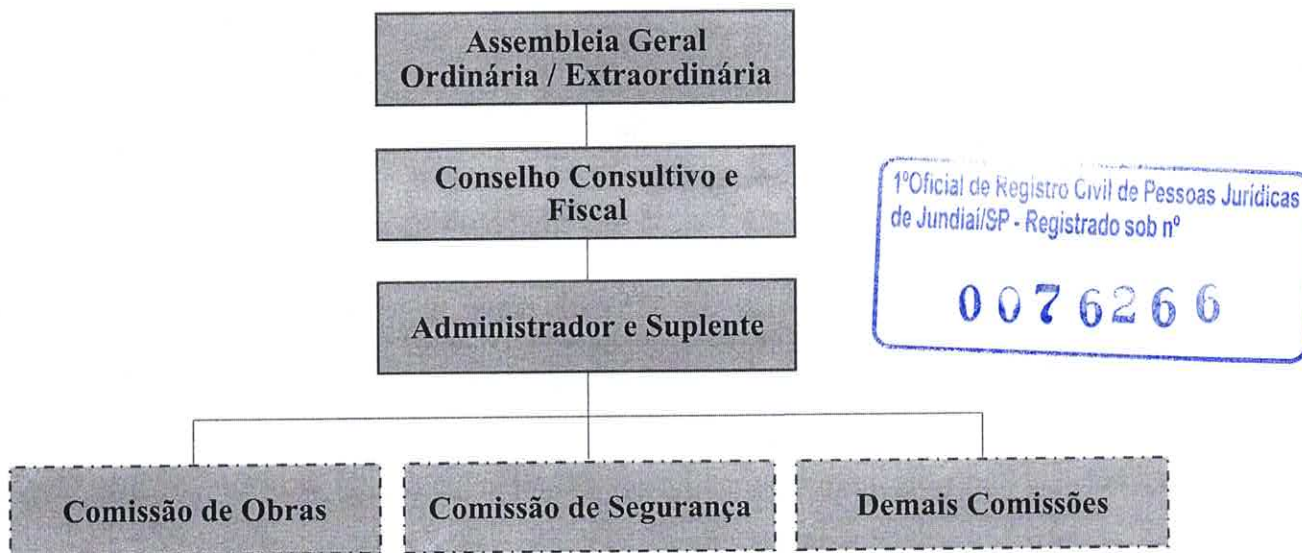 Assembleia Geral
Ordinária / Extraordinária
Conselho Consultivo e
Fiscal
1ºOficial de Registro Civil de Pessoas Jurídicas
de Jundiaí/SP - Registrado sob nº
0076266
Administrador e Suplente
Comissão de Obras
Comissão de Segurança
Demais Comissões